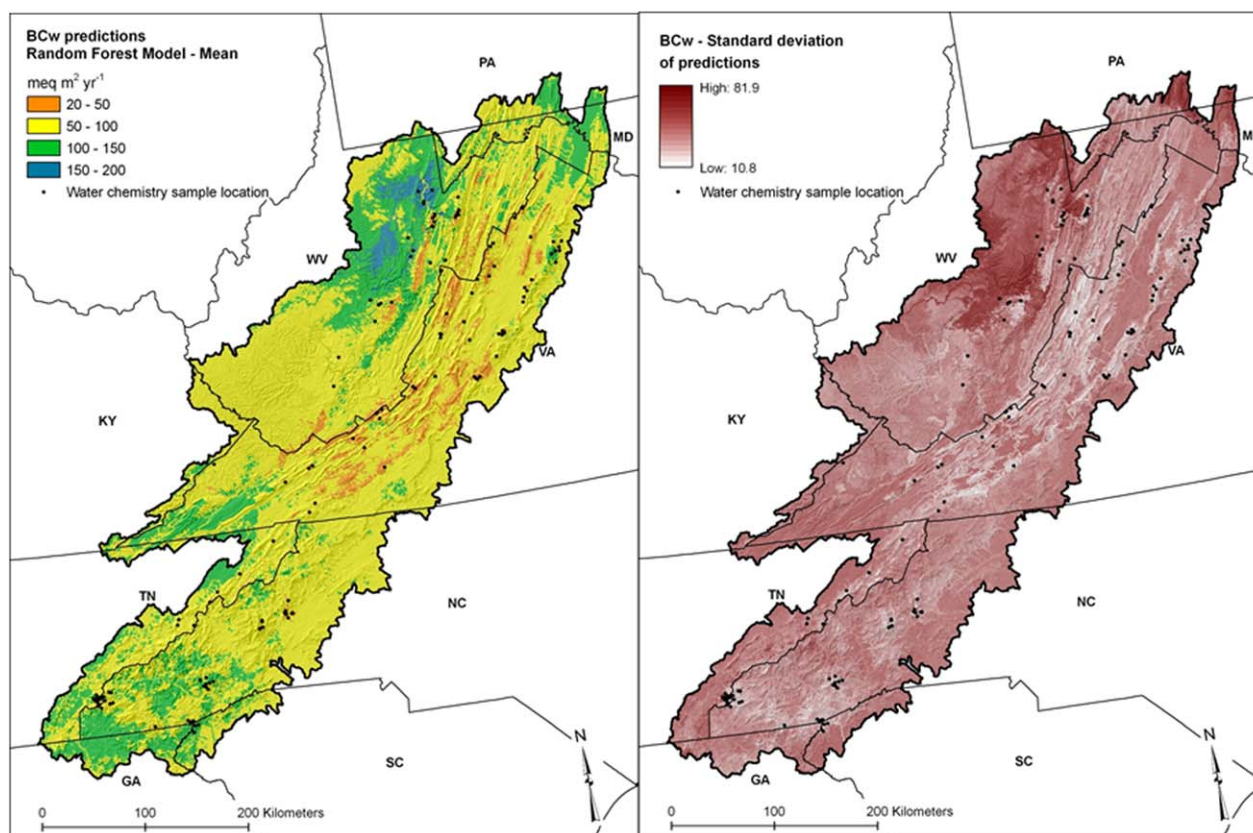 BCw predictions
Random Forest Model - Mean
meq m² yr⁻¹
20 - 50
50 - 100
100 - 150
150 - 200
Water chemistry sample location
PA
MD
WV
VA
KY
TN
NC
SC
GA
N
0 100 200 Kilometers
BCw - Standard deviation
of predictions
High: 81.9
Low: 10.8
Water chemistry sample location
PA
M
WV
VA
KY
TN
NC
SC
GA
N
0 100 200 Kilometers